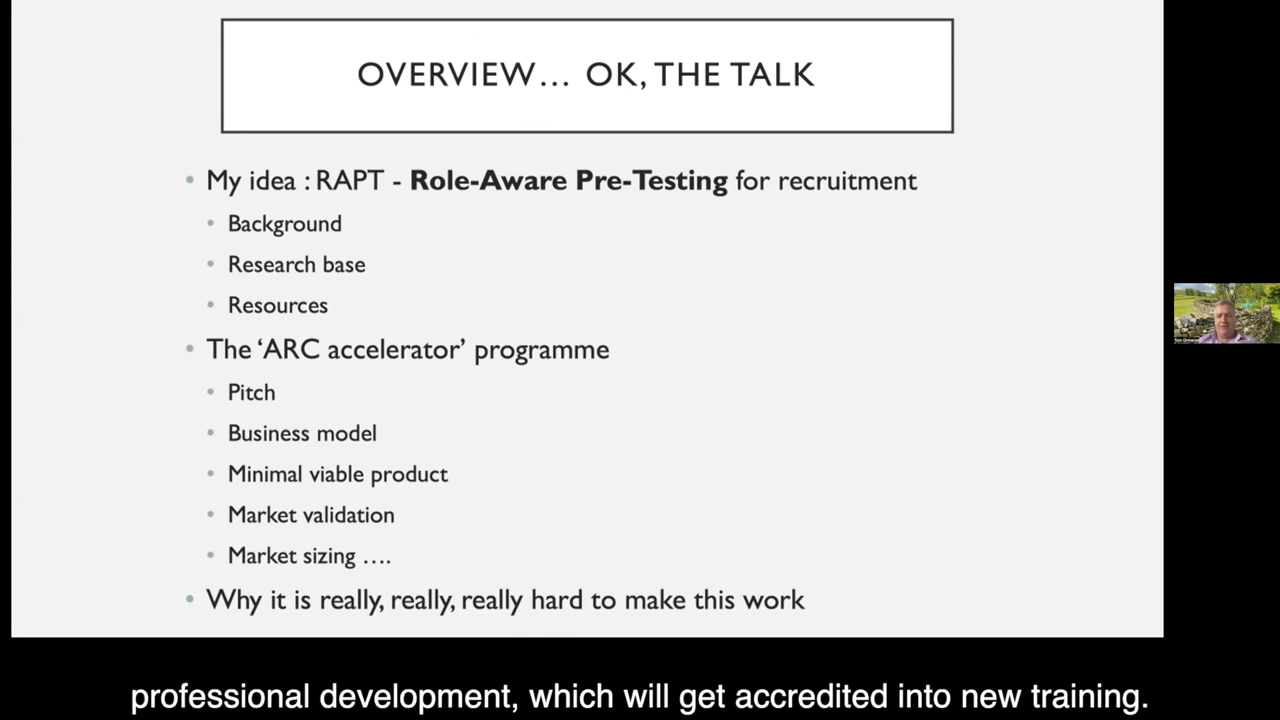 OVERVIEW… OK, THE TALK
• My idea : RAPT - Role-Aware Pre-Testing for recruitment
• Background
• Research base
• Resources
• The ‘ARC accelerator’ programme
• Pitch
• Business model
• Minimal viable product
• Market validation
• Market sizing ….
• Why it is really, really, really hard to make this work
professional development, which will get accredited into new training.